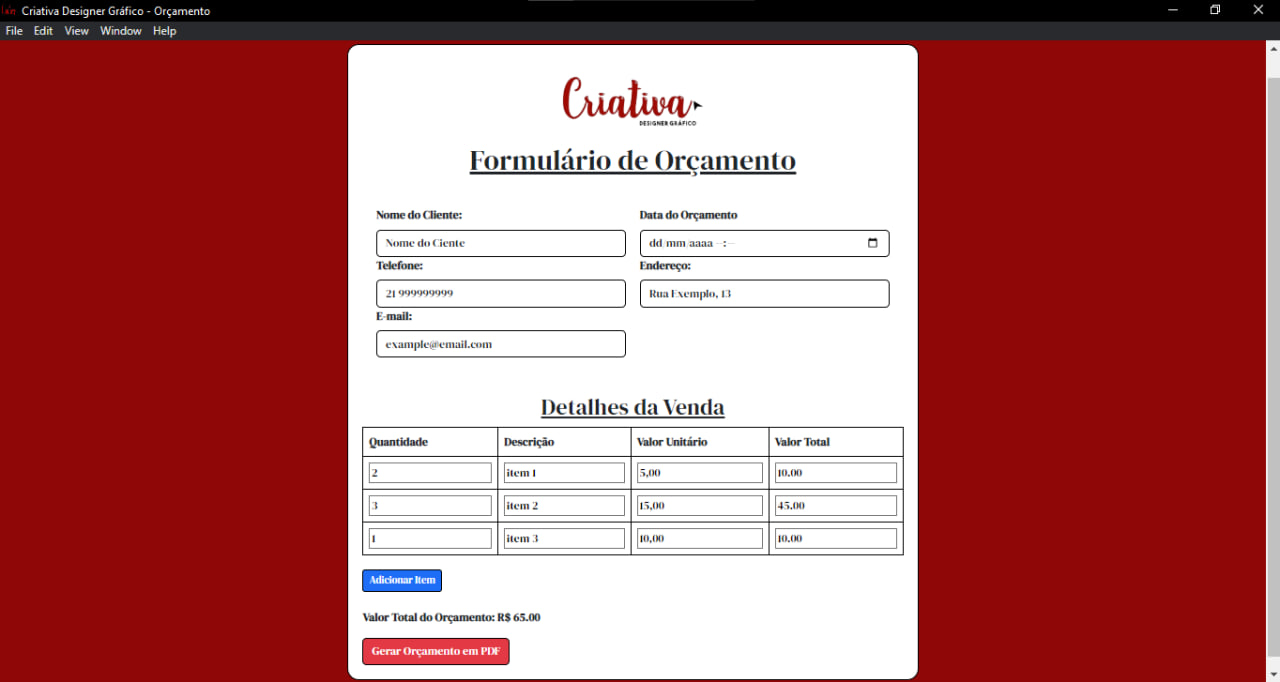 Criativa Designer Gráfico - Orçamento
File Edit View Window Help
Criativa
DESIGNER GRÁFICO
Formulário de Orçamento
Nome do Cliente: Data do Orçamento
Nome do Ciente dd/mm/aaaa --:--
Telefone: Endereço:
21 999999999 Rua Exemplo, 13
E-mail:
example@email.com
Detalhes da Venda
Quantidade Descrição Valor Unitário Valor Total
2 item 1 5,00 10.00
3 item 2 15,00 45.00
1 item 3 10,00 10.00
Adicionar Item
Valor Total do Orçamento: R$ 65.00
Gerar Orçamento em PDF